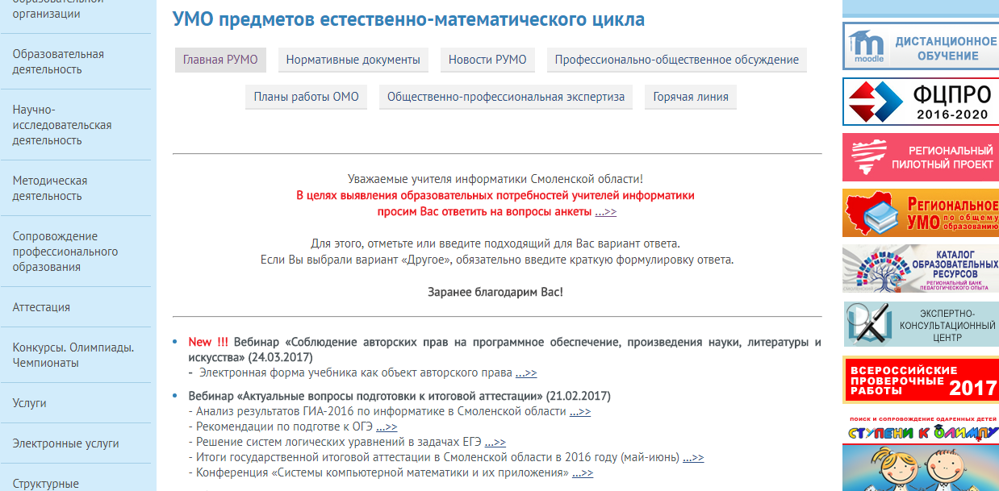 образовательной
организации
Образовательная
деятельность
Научно-
исследовательская
деятельность
Методическая
деятельность
Сопровождение
профессионального
образования
Аттестация
Конкурсы. Олимпиады.
Чемпионаты
Услуги
Электронные услуги
Структурные
УМО предметов естественно-математического цикла
Главная РУМО
Нормативные документы
Новости РУМО
Профессионально-общественное обсуждение
Планы работы ОМО
Общественно-профессиональная экспертиза
Горячая линия
Уважаемые учителя информатики Смоленской области!
В целях выявления образовательных потребностей учителей информатики
просим Вас ответить на вопросы анкеты ...>>
Для этого, отметьте или введите подходящий для Вас вариант ответа.
Если Вы выбрали вариант «Другое», обязательно введите краткую формулировку ответа.
Заранее благодарим Вас!
New !!! Вебинар «Соблюдение авторских прав на программное обеспечение, произведения науки, литературы и
искусства» (24.03.2017)
- Электронная форма учебника как объект авторского права ...>>
Вебинар «Актуальные вопросы подготовки к итоговой аттестации» (21.02.2017)
- Анализ результатов ГИА-2016 по информатике в Смоленской области ...>>
- Рекомендации по подготве к ОГЭ ...>>
- Решение систем логических уравнений в задачах ЕГЭ ...>>
- Итоги государственной итоговой аттестации в Смоленской области в 2016 году (май-июнь) ...>>
- Конференция «Системы компьютерной математики и их приложения» ...>>
moodle
ДИСТАНЦИОННОЕ
ОБУЧЕНИЕ
ФЦПРО
2016-2020
РЕГИОНАЛЬНЫЙ
ПИЛОТНЫЙ ПРОЕКТ
РЕГИОНАЛЬНОЕ
УМО по общему
образованию
КАТАЛОГ
ОБРАЗОВАТЕЛЬНЫХ
РЕСУРСОВ
РЕГИОНАЛЬНЫЙ БАНК
ПЕДАГОГИЧЕСКОГО ОПЫТА
ЭКСПЕРТНО-
КОНСУЛЬТАЦИОННЫЙ
ЦЕНТР
ВСЕРОССИЙСКИЕ
ПРОВЕРОЧНЫЕ
РАБОТЫ 2017
ПОИСК И СОПРОВОЖДЕНИЕ ОДАРЕННЫХ ДЕТЕЙ
СТУПЕНИ К ОЛИМПУ